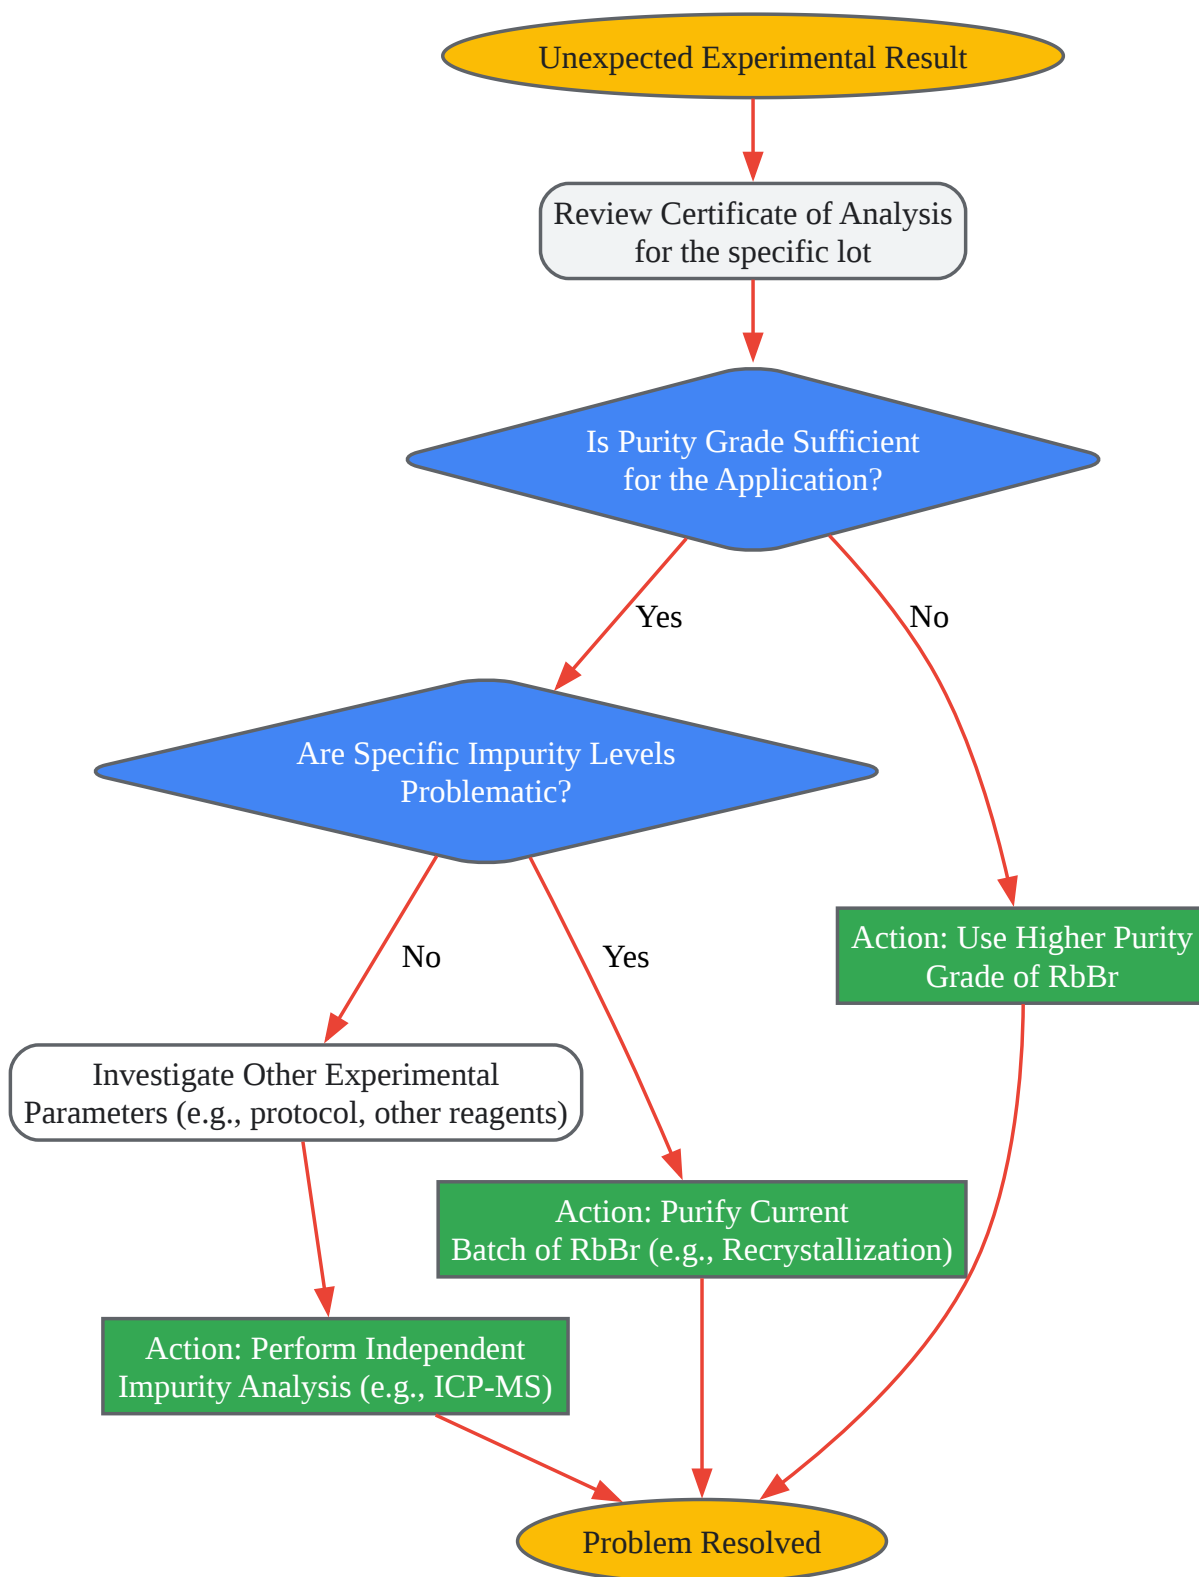 Unexpected Experimental Result
Review Certificate of Analysis
for the specific lot
Is Purity Grade Sufficient
for the Application?
Yes
No
Are Specific Impurity Levels
Problematic?
No
Yes
Action: Use Higher Purity
Grade of RbBr
Investigate Other Experimental
Parameters (e.g., protocol, other reagents)
Action: Purify Current
Batch of RbBr (e.g., Recrystallization)
Action: Perform Independent
Impurity Analysis (e.g., ICP-MS)
Problem Resolved